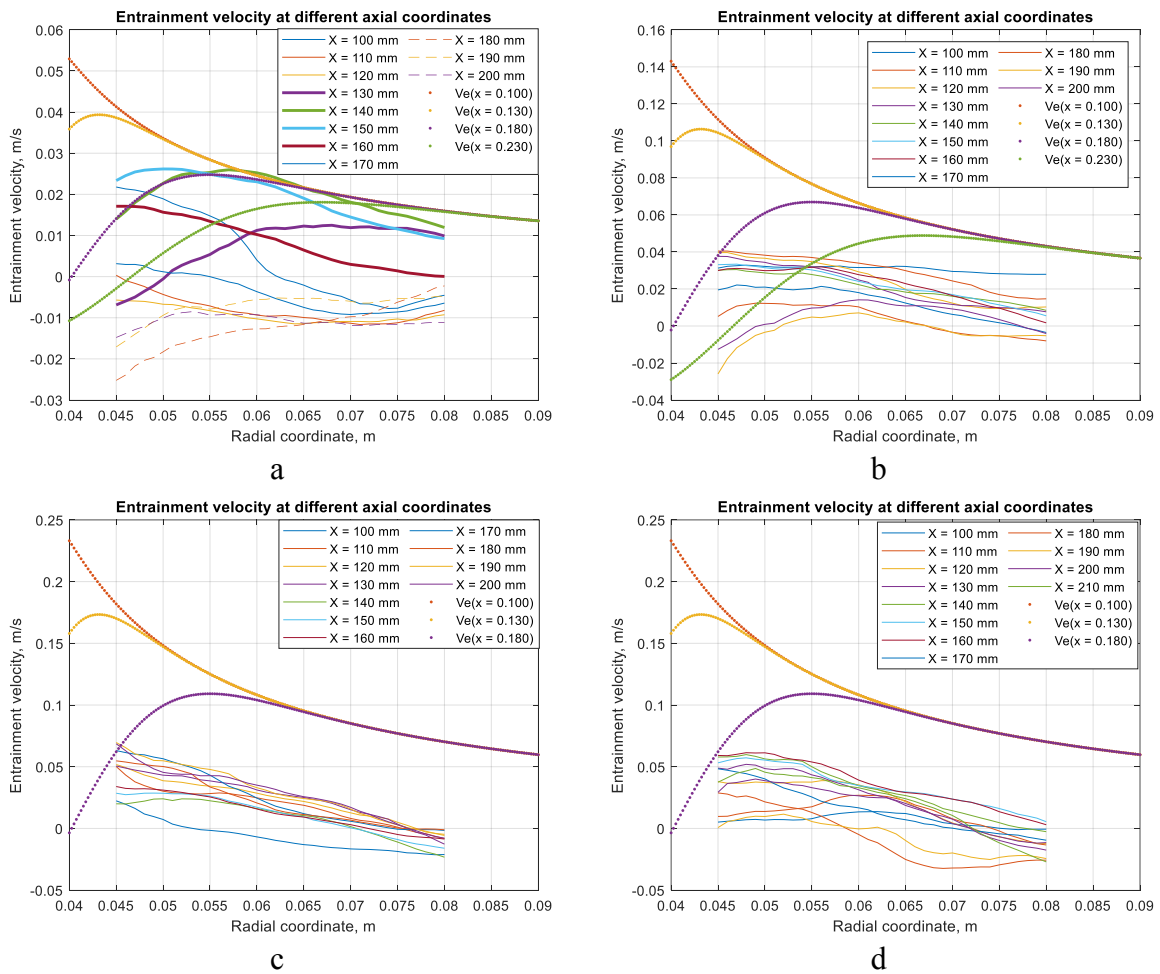 Entrainment velocity at different axial coordinates
0.06
0.05
0.04
0.03
0.02
0.01
0
-0.01
-0.02
-0.03
Entrainment velocity, m/s
X = 100 mm
X = 110 mm
X = 120 mm
X = 130 mm
X = 140 mm
X = 150 mm
X = 160 mm
X = 170 mm
X = 180 mm
X = 190 mm
X = 200 mm
Ve(x = 0.100)
Ve(x = 0.130)
Ve(x = 0.180)
Ve(x = 0.230)
0.04 0.045 0.05 0.055 0.06 0.065 0.07 0.075 0.08 0.085 0.09
Radial coordinate, m
a
Entrainment velocity at different axial coordinates
0.16
0.14
0.12
0.1
0.08
0.06
0.04
0.02
0
-0.02
-0.04
Entrainment velocity, m/s
X = 100 mm
X = 110 mm
X = 120 mm
X = 130 mm
X = 140 mm
X = 150 mm
X = 160 mm
X = 170 mm
X = 180 mm
X = 190 mm
X = 200 mm
Ve(x = 0.100)
Ve(x = 0.130)
Ve(x = 0.180)
Ve(x = 0.230)
0.04 0.045 0.05 0.055 0.06 0.065 0.07 0.075 0.08 0.085 0.09
Radial coordinate, m
b
Entrainment velocity at different axial coordinates
0.25
0.2
0.15
0.1
0.05
0
-0.05
Entrainment velocity, m/s
X = 100 mm
X = 110 mm
X = 120 mm
X = 130 mm
X = 140 mm
X = 150 mm
X = 160 mm
X = 170 mm
X = 180 mm
X = 190 mm
X = 200 mm
Ve(x = 0.100)
Ve(x = 0.130)
Ve(x = 0.180)
0.04 0.045 0.05 0.055 0.06 0.065 0.07 0.075 0.08 0.085 0.09
Radial coordinate, m
c
Entrainment velocity at different axial coordinates
0.25
0.2
0.15
0.1
0.05
0
-0.05
Entrainment velocity, m/s
X = 100 mm
X = 110 mm
X = 120 mm
X = 130 mm
X = 140 mm
X = 150 mm
X = 160 mm
X = 170 mm
X = 180 mm
X = 190 mm
X = 200 mm
X = 210 mm
Ve(x = 0.100)
Ve(x = 0.130)
Ve(x = 0.180)
0.04 0.045 0.05 0.055 0.06 0.065 0.07 0.075 0.08 0.085 0.09
Radial coordinate, m
d